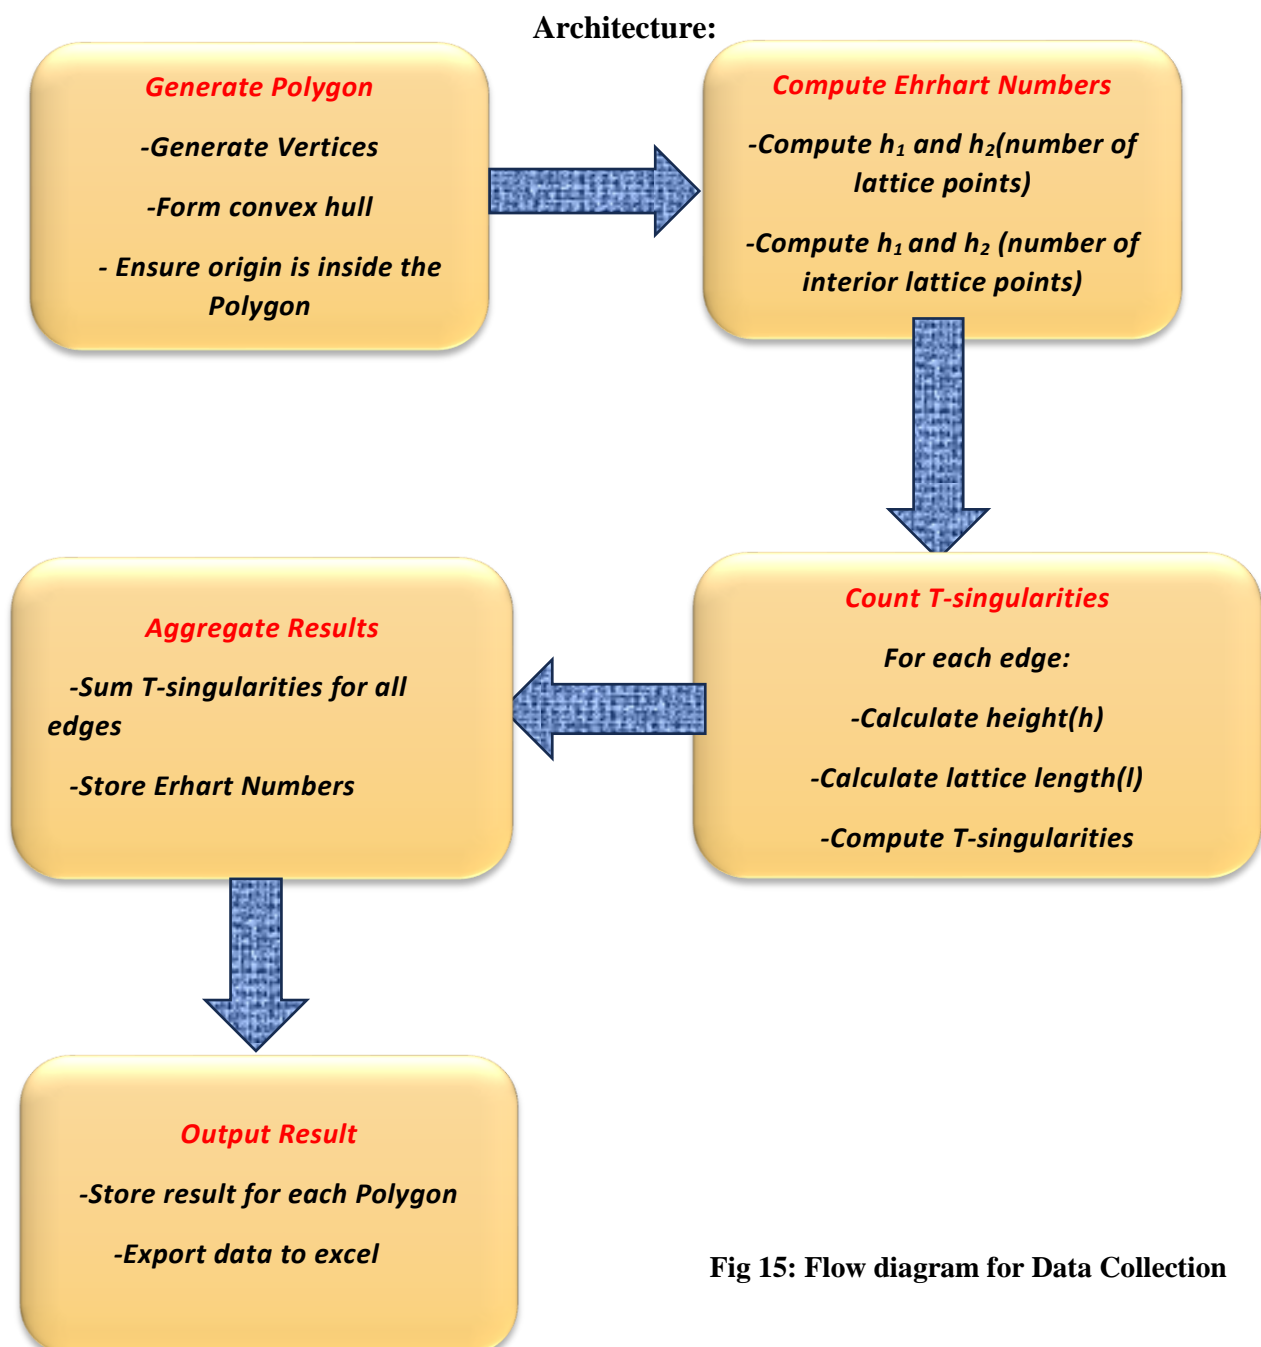 Architecture:
Generate Polygon
-Generate Vertices
-Form convex hull
- Ensure origin is inside the
Polygon
Compute Ehrhart Numbers
-Compute h₁ and h₂(number of
lattice points)
-Compute h₁ and h₂ (number of
interior lattice points)
Count T-singularities
For each edge:
-Calculate height(h)
-Calculate lattice length(l)
-Compute T-singularities
Aggregate Results
-Sum T-singularities for all
edges
-Store Erhart Numbers
Output Result
-Store result for each Polygon
-Export data to excel
Fig 15: Flow diagram for Data Collection